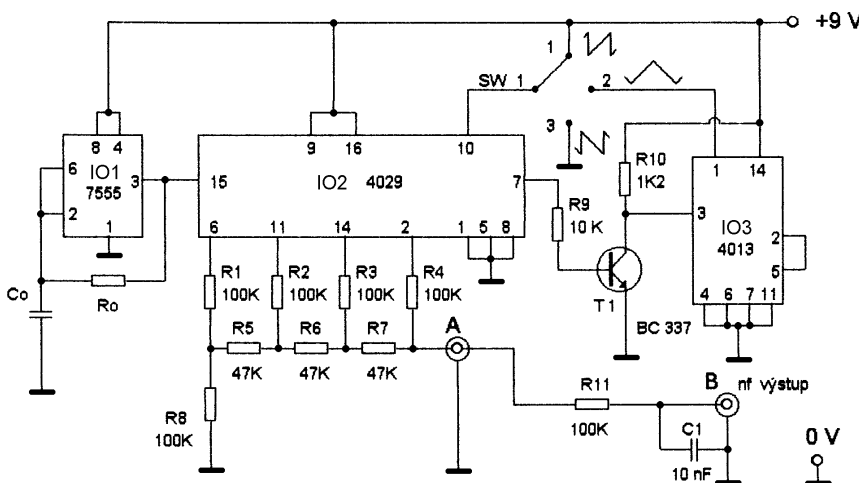 +9 V
1
SW 1
2
3
8 4
6
IO1
3
7555
2
1
9
16
10
15
IO2 4029
7
6
11
14
2
1
5
8
R9
10 K
R10
1K2
1
14
3
IO3
2
4013
5
4
6
7
11
T1
BC 337
Co
Ro
R1
100K
R2
100K
R3
100K
R4
100K
R5
47K
R6
47K
R7
47K
A
R8
100K
R11
100K
B
nf výstup
C1
10 nF
0 V